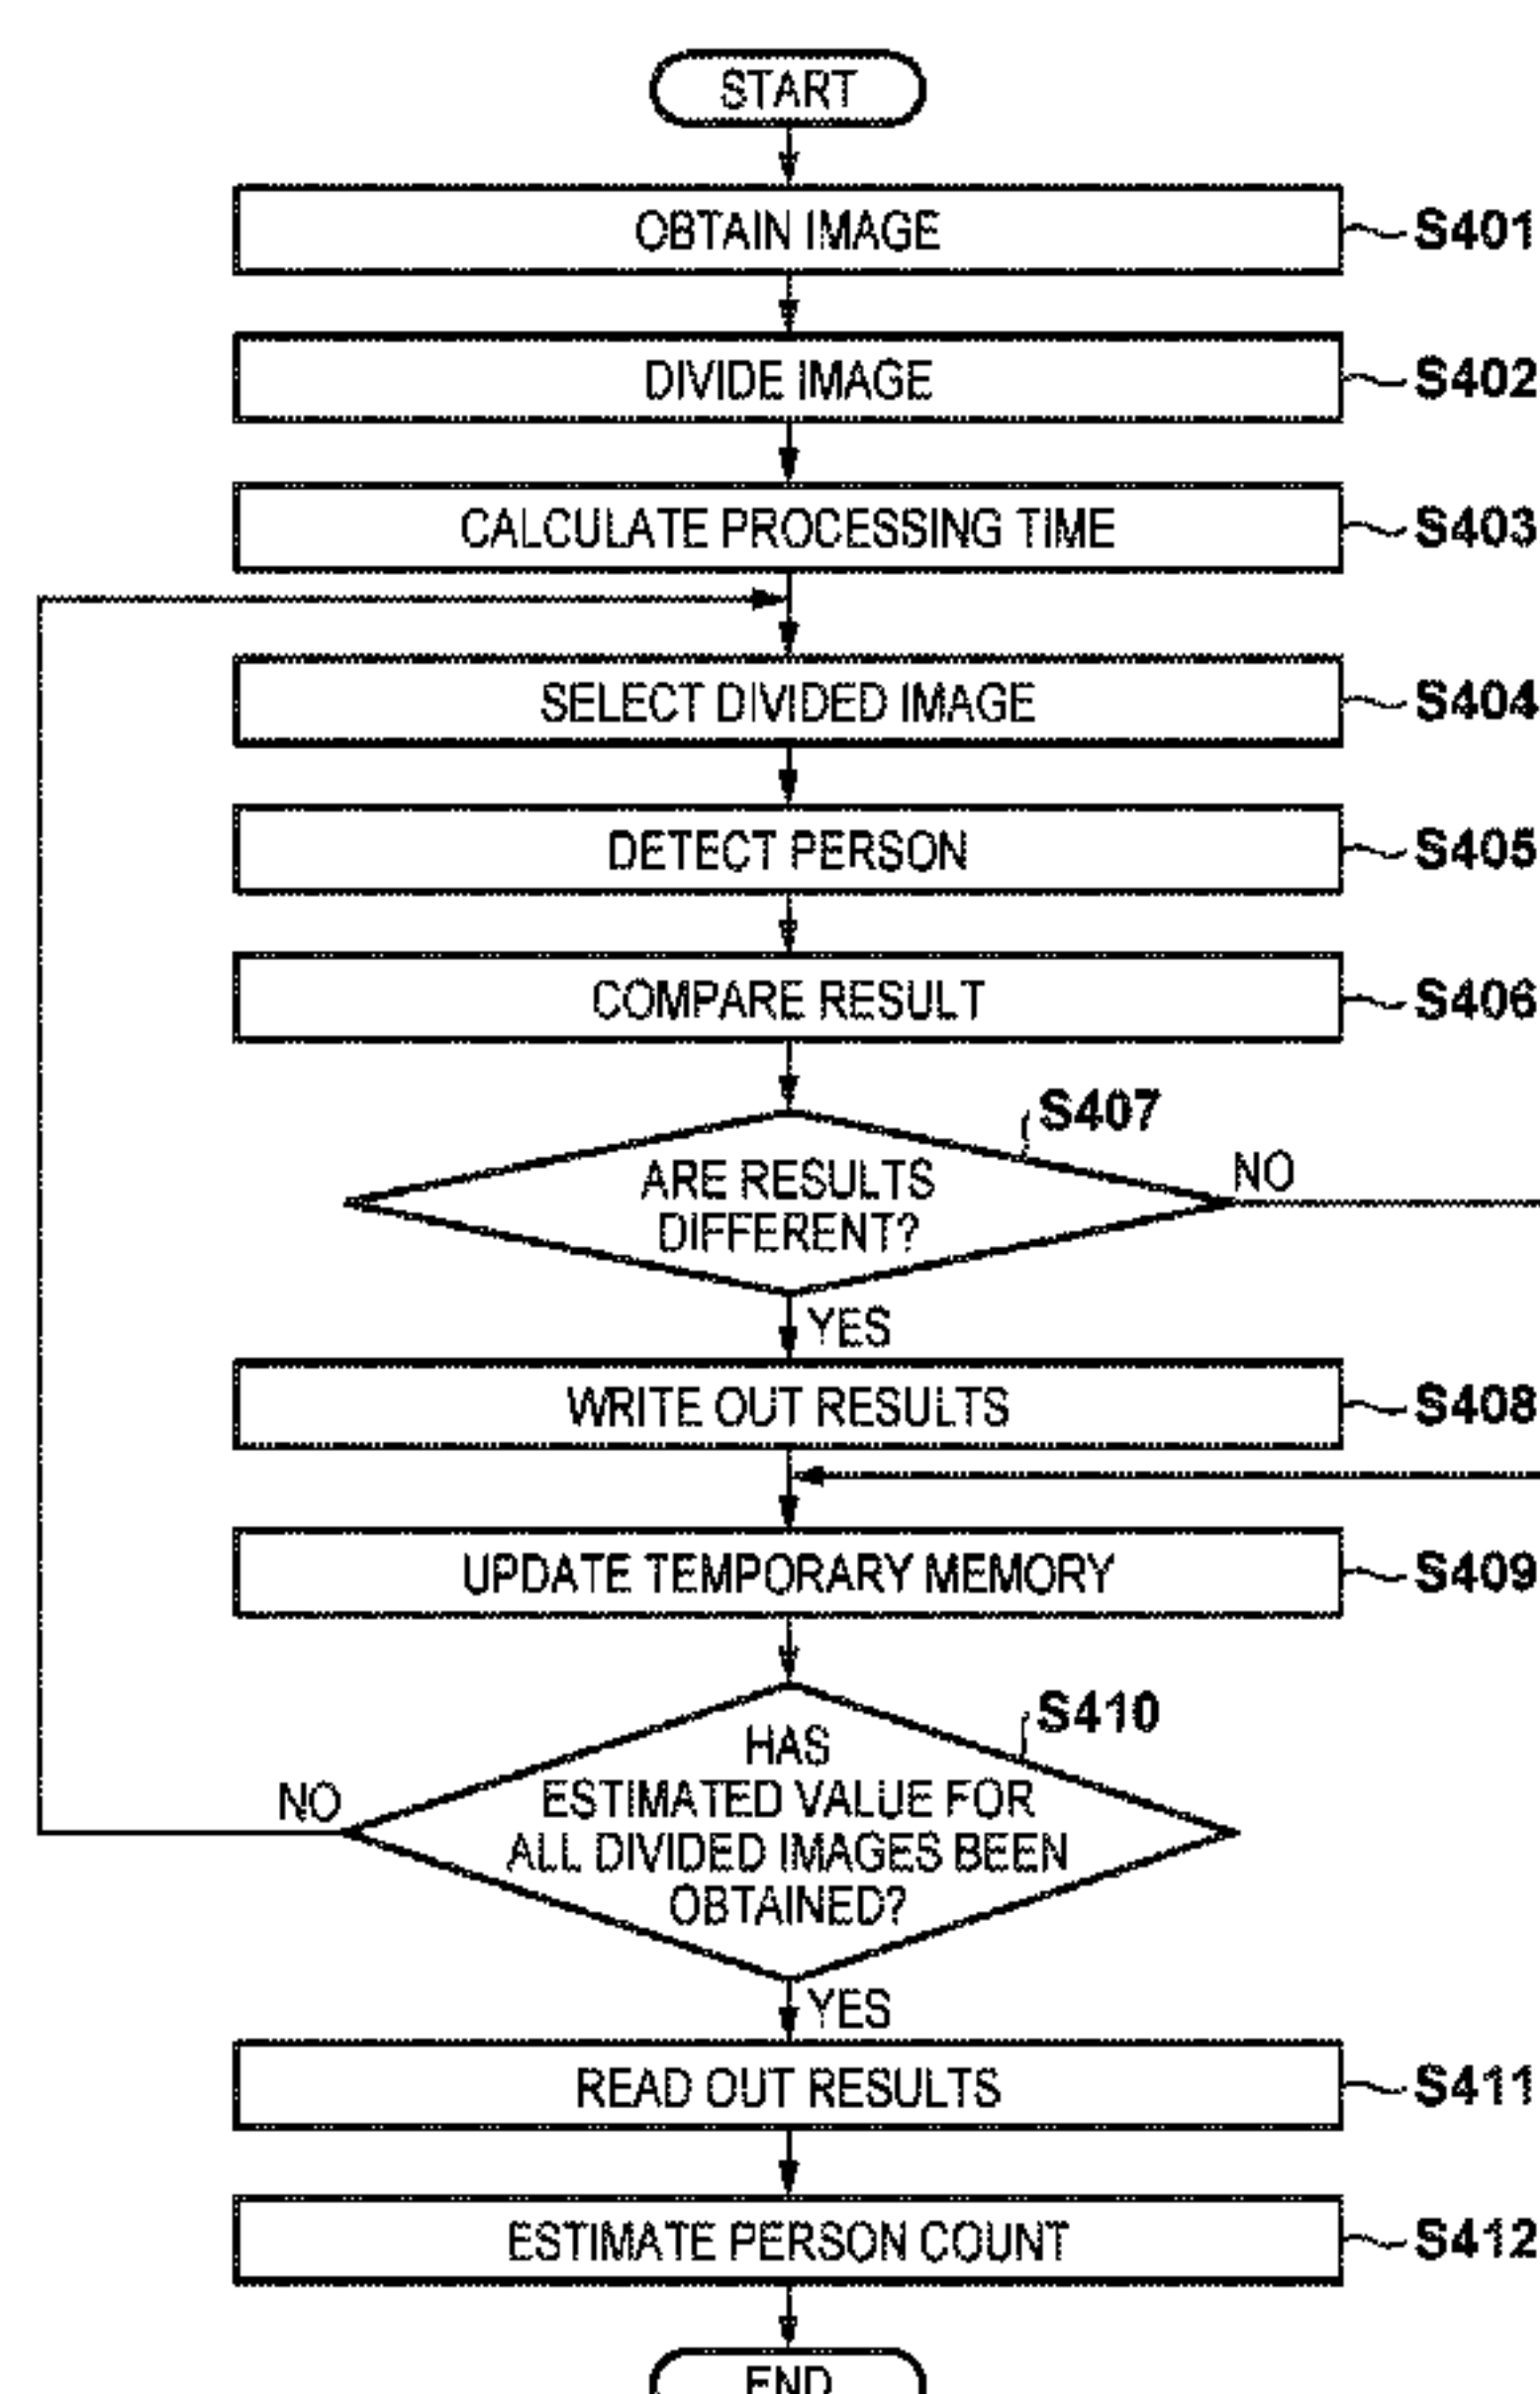 START
OBTAIN IMAGE
S401
DIVIDE IMAGE
S402
CALCULATE PROCESSING TIME
S403
SELECT DIVIDED IMAGE
S404
DETECT PERSON
S405
COMPARE RESULT
S406
S407
ARE RESULTS
DIFFERENT?
NO
YES
WRITE OUT RESULTS
S408
UPDATE TEMPORARY MEMORY
S409
S410
HAS
ESTIMATED VALUE FOR
ALL DIVIDED IMAGES BEEN
OBTAINED?
NO
YES
READ OUT RESULTS
S411
ESTIMATE PERSON COUNT
S412
END